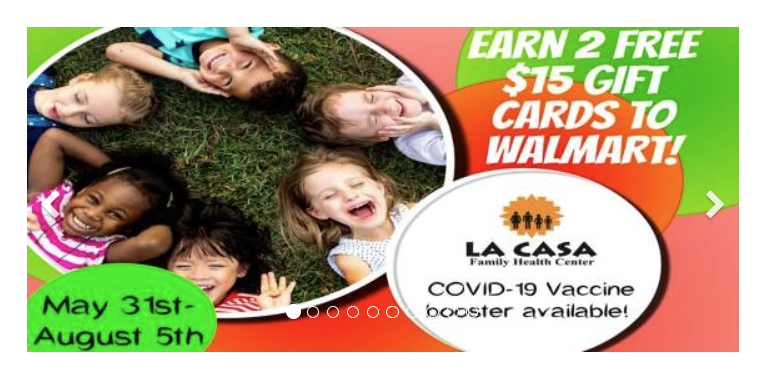 EARN 2 FREE
$15 GIFT
CARDS TO
WALMART!
LA CASA
Family Health Center
COVID-19 Vaccine
booster available!
May 31st-
August 5th